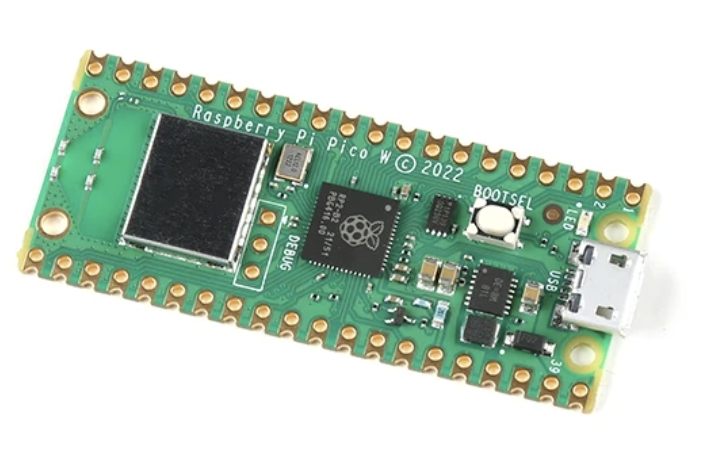 Raspberry Pi Pico W © 2022
BOOTSEL
2
1
LED
DEBUG
RP2-B2
21/51
USB
39